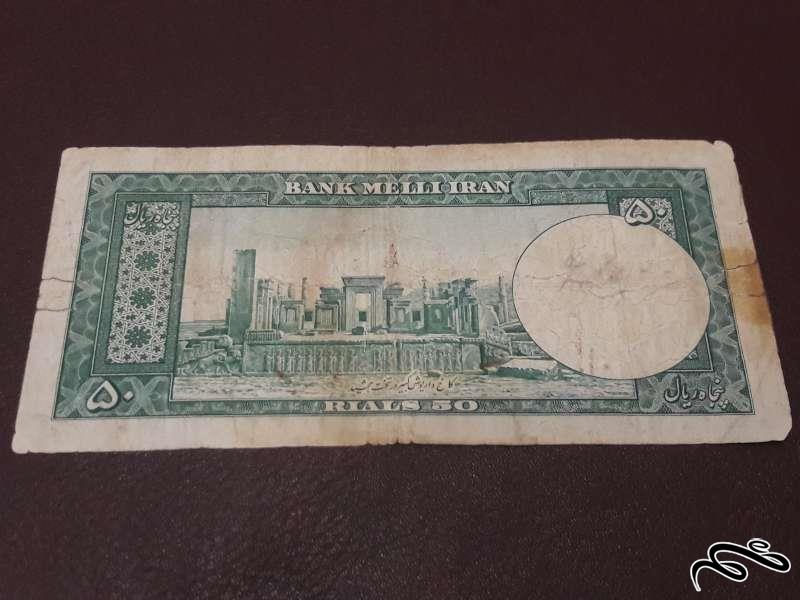 BANK MELLI IRAN
پنجاه ریال
۵۰
کاخ داریوش کبیر در تخت جمشید
۵۰
RIALS 50
پنجاه ریال